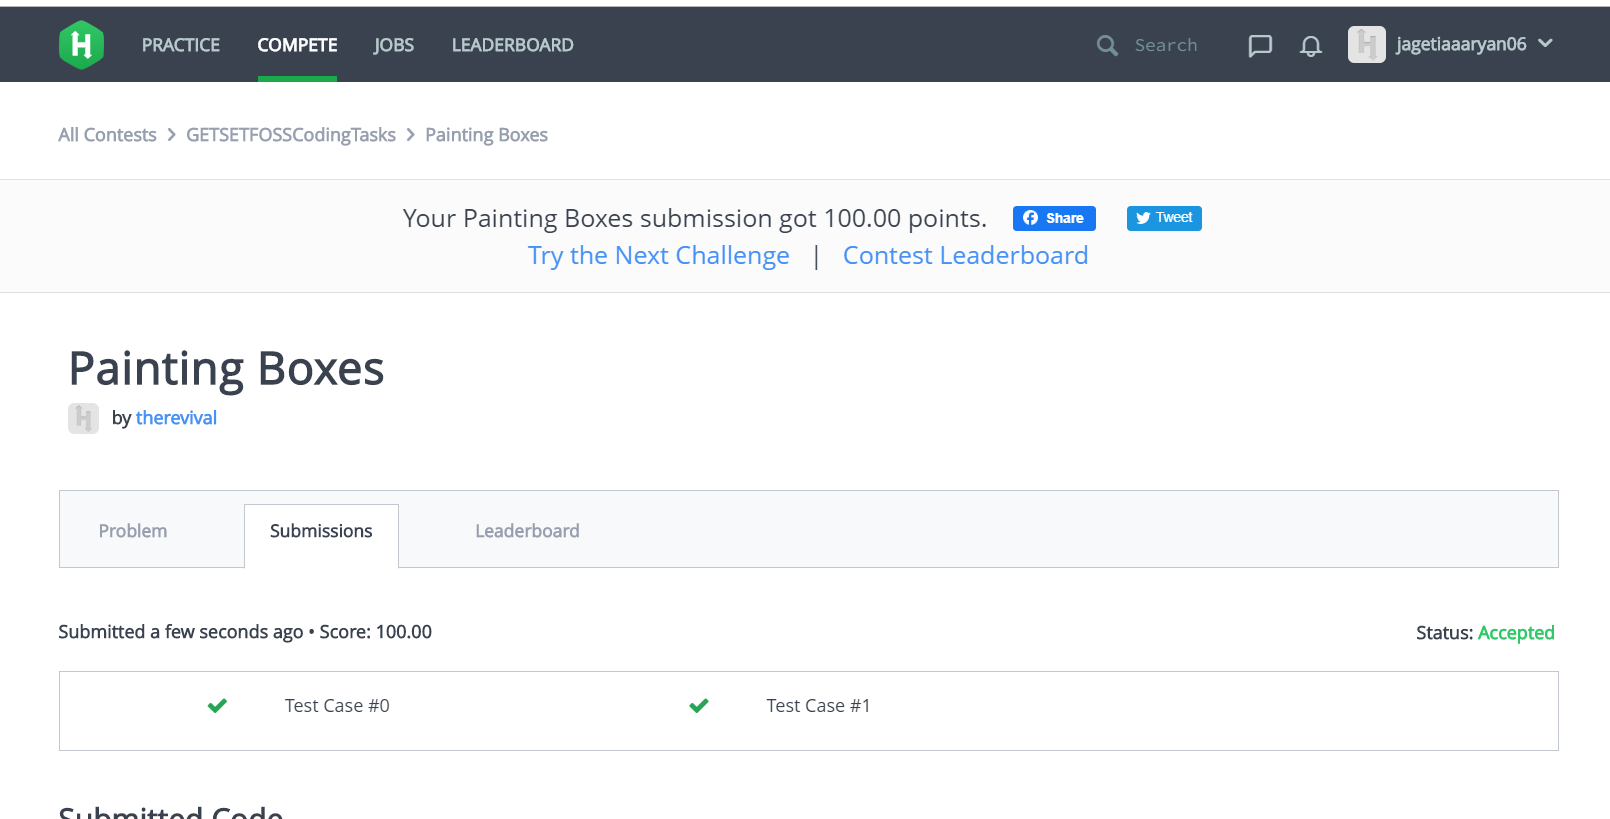 H PRACTICE COMPETE JOBS LEADERBOARD Search jagetiaaaryan06
All Contests > GETSETFOSSCodingTasks > Painting Boxes
Your Painting Boxes submission got 100.00 points. Share Tweet
Try the Next Challenge | Contest Leaderboard
Painting Boxes
by therevival
Problem Submissions Leaderboard
Submitted a few seconds ago • Score: 100.00 Status: Accepted
Test Case #0 Test Case #1
Submitted Code